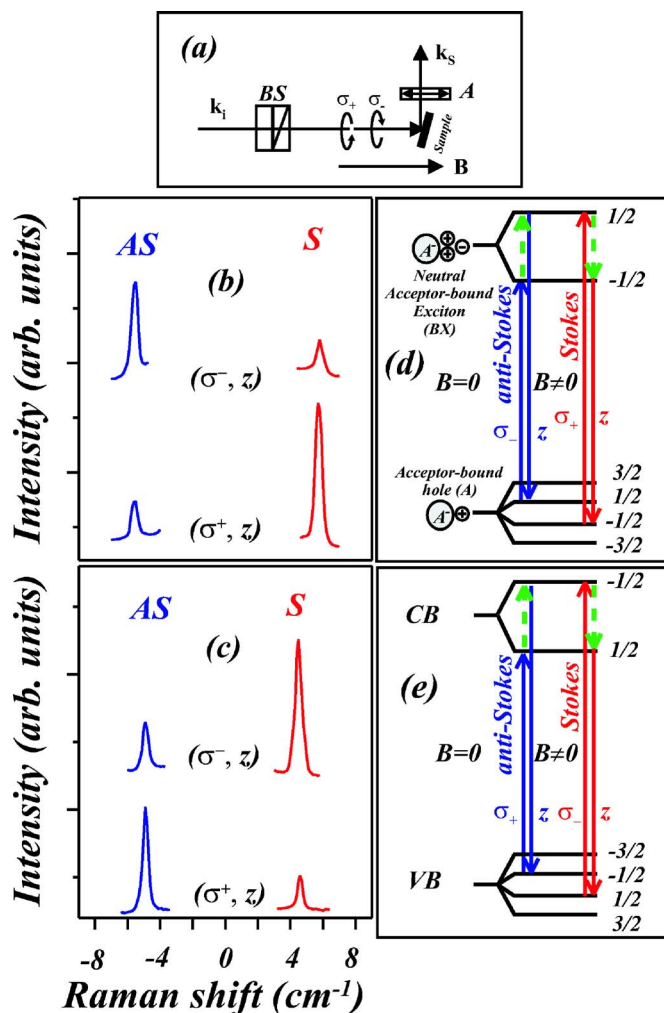 (a)
BS
kᵢ
σ₊
σ₋
kₛ
A
Sample
B
Intensity (arb. units)
AS
S
(b)
(σ⁻, z)
(σ⁺, z)
AS
S
(c)
(σ⁻, z)
(σ⁺, z)
-8
-4
0
4
8
Raman shift (cm⁻¹)
Intensity (arb. units)
A⁻
+
+
−
Neutral
Acceptor-bound
Exciton
(BX)
1/2
-1/2
(d)
B=0
B≠0
anti-Stokes
Stokes
σ₋
z
σ₊
z
Acceptor-bound
hole (A)
A⁻
+
3/2
1/2
-1/2
-3/2
CB
-1/2
1/2
(e)
B=0
B≠0
anti-Stokes
Stokes
σ₊
z
σ₋
z
VB
-3/2
-1/2
1/2
3/2